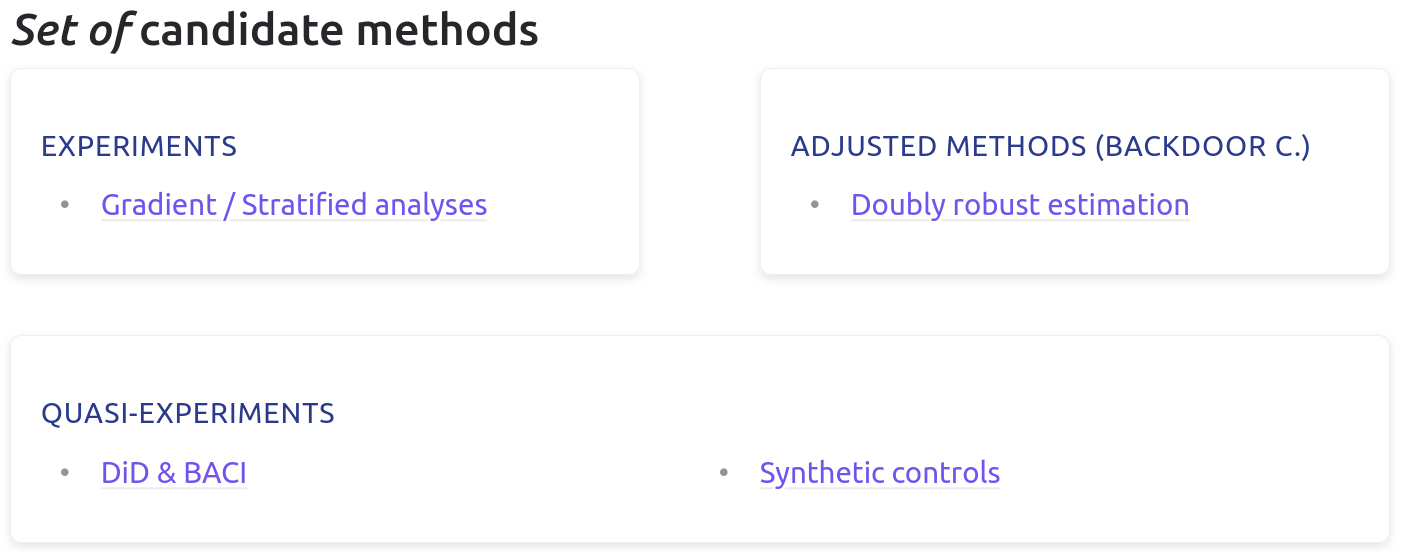 Set of candidate methods
EXPERIMENTS
• Gradient / Stratified analyses
ADJUSTED METHODS (BACKDOOR C.)
• Doubly robust estimation
QUASI-EXPERIMENTS
• DiD & BACI
• Synthetic controls